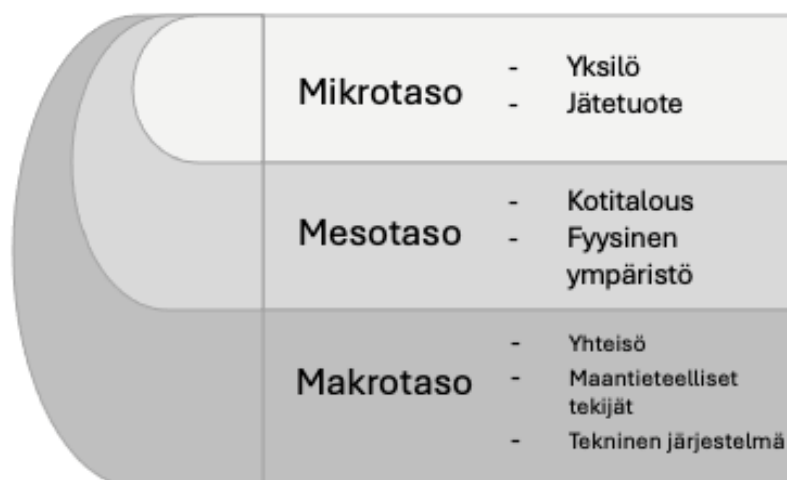 Mikrotaso
- Yksilö
- Jätetuote
Mesotaso
- Kotitalous
- Fyysinen
ympäristö
Makrotaso
- Yhteisö
- Maantieteelliset
tekijät
- Tekninen järjestelmä